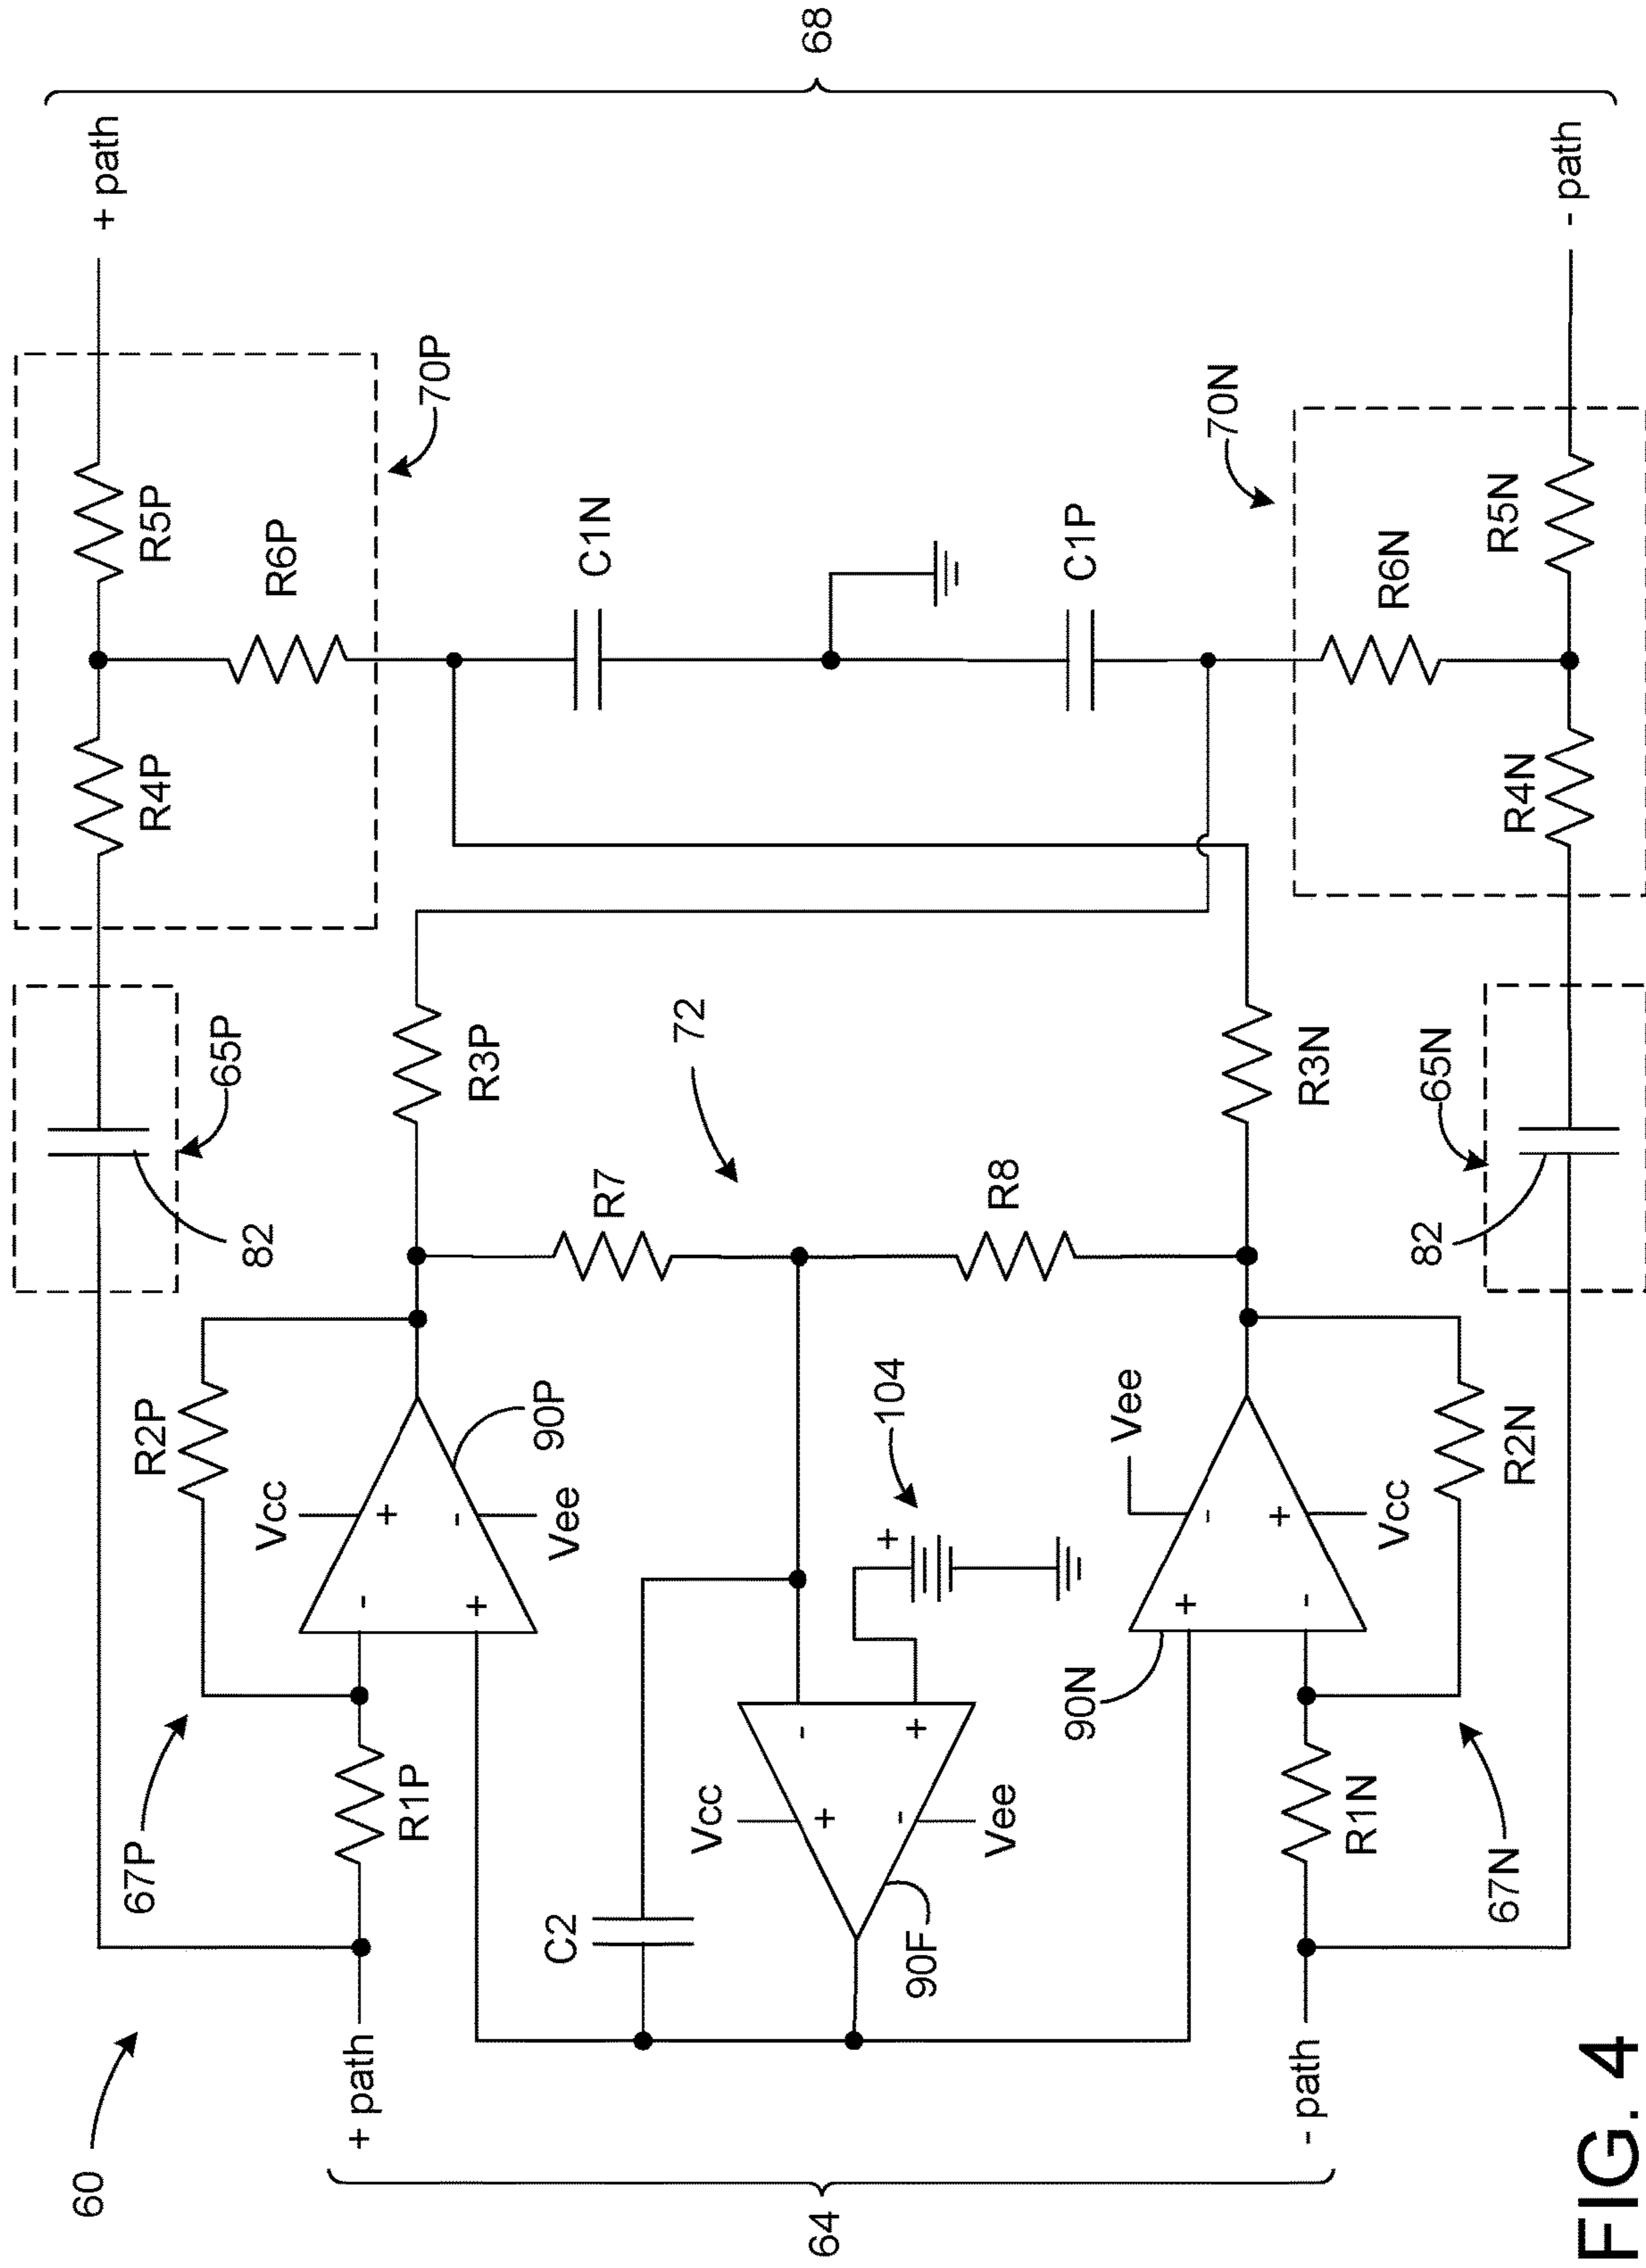 60
64
+ path
- path
67P
R1P
R2P
Vcc
-
+
+
-
Vee
90P
82
65P
R4P
R5P
R6P
70P
+ path
68
R3P
R7
72
R8
C1N
C1P
C2
Vcc
-
+
+
-
Vee
90F
104
+
90N
Vee
+
-
-
+
Vcc
R1N
R2N
67N
R3N
82
65N
R4N
R5N
R6N
70N
- path
FIG. 4